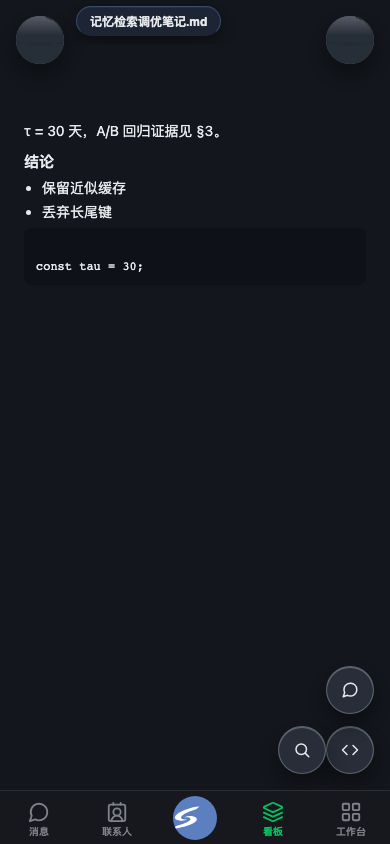 记忆检索调优笔记.md
τ = 30 天，A/B 回归证据见 §3。
结论
• 保留近似缓存
• 丢弃长尾键
const tau = 30;
消息
联系人
看板
工作台